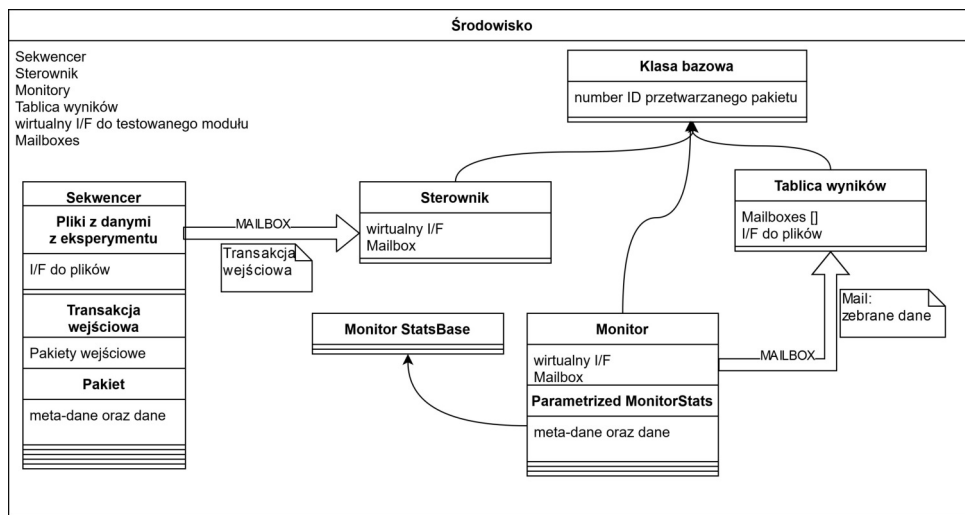 Środowisko
Sekwencer
Sterownik
Monitory
Tablica wyników
wirtualny I/F do testowanego modułu
Mailboxes
Klasa bazowa
number ID przetwarzanego pakietu
Sekwencer
Pliki z danymi
z eksperymentu
I/F do plików
Transakcja
wejściowa
Pakiety wejściowe
Pakiet
meta-dane oraz dane
MAILBOX
Transakcja
wejściowa
Sterownik
wirtualny I/F
Mailbox
Tablica wyników
Mailboxes []
I/F do plików
Monitor StatsBase
Monitor
wirtualny I/F
Mailbox
Parametrized MonitorStats
meta-dane oraz dane
MAILBOX
Mail:
zebrane dane